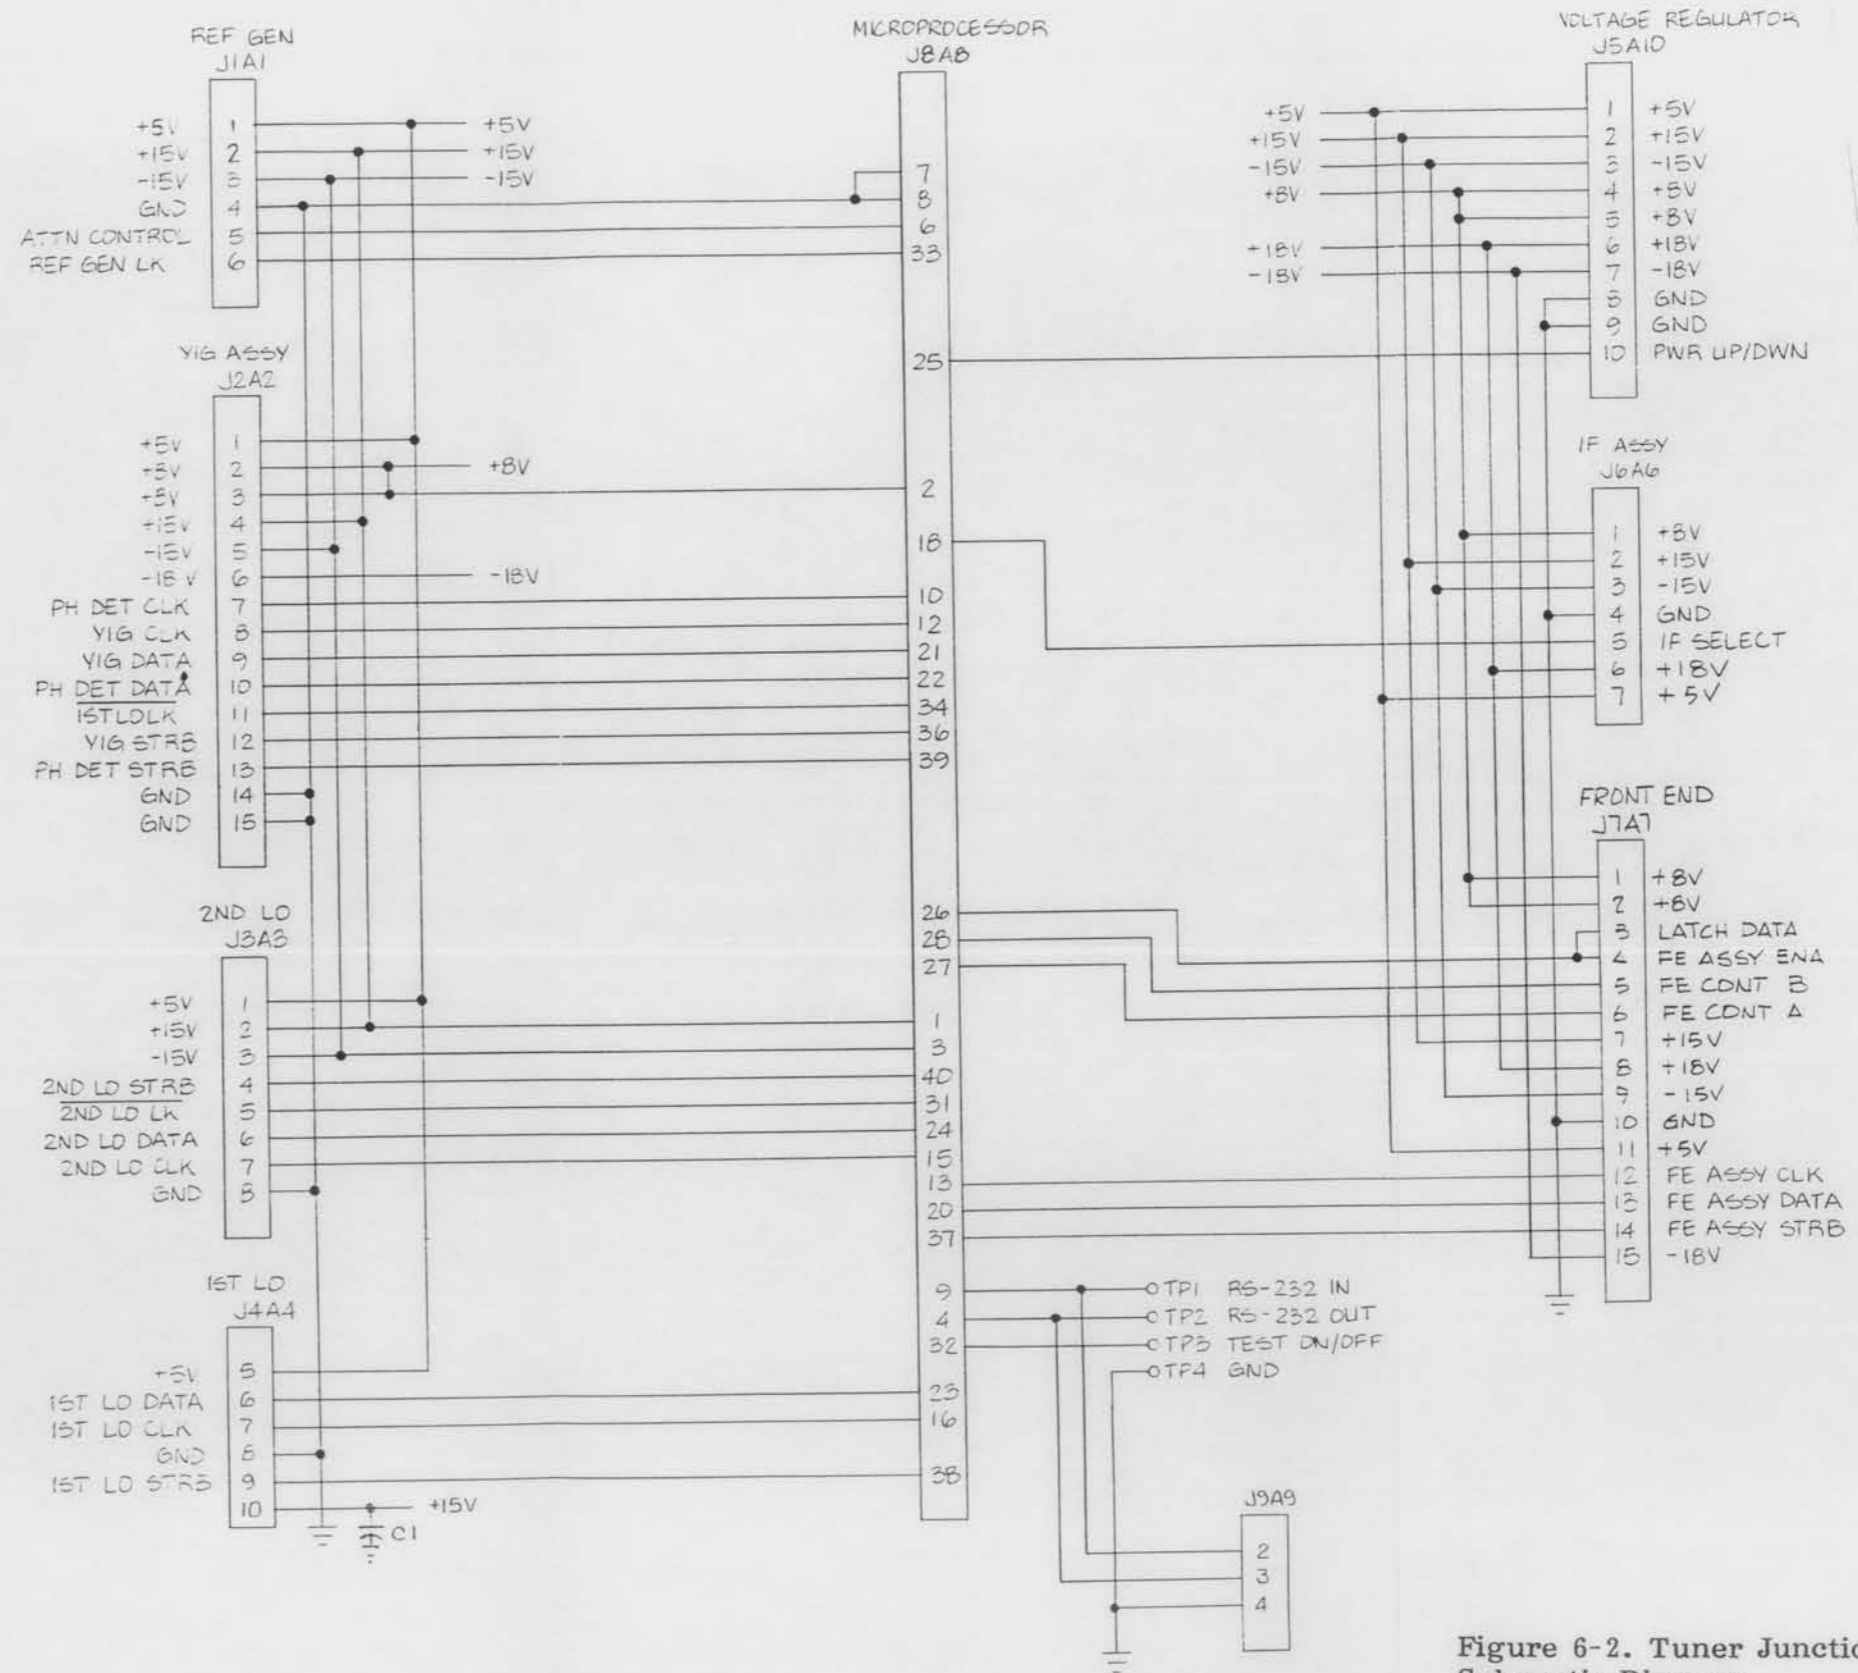 REF GEN
J1A1
+5V 1 +5V
+15V 2 +15V
-15V 3 -15V
GND 4
ATTN CONTROL 5
REF GEN LK 6
YIG ASSY
J2A2
+5V 1
+8V 2 +8V
+8V 3
+15V 4
-15V 5
-18V 6 -18V
PH DET CLK 7
YIG CLK 8
YIG DATA 9
PH DET DATA 10
1STLOLK 11
YIG STRB 12
PH DET STRB 13
GND 14
GND 15
2ND LO
J3A3
+5V 1
+15V 2
-15V 3
2ND LO STRB 4
2ND LO LK 5
2ND LO DATA 6
2ND LO CLK 7
GND 8
1ST LO
J4A4
+5V 5
1ST LO DATA 6
1ST LO CLK 7
GND 8
1ST LO STRB 9
10 +15V
C1
MICROPROCESSOR
J8A8
7
8
6
33
25
2
18
10
12
21
22
34
36
39
26
28
27
1
3
40
31
24
15
13
20
37
9 TP1 RS-232 IN
4 TP2 RS-232 OUT
32 TP3 TEST ON/OFF
TP4 GND
23
16
38
J9A9
2
3
4
VOLTAGE REGULATOR
J5A10
+5V 1 +5V
+15V 2 +15V
-15V 3 -15V
+8V 4 +8V
5 +8V
+18V 6 +18V
-18V 7 -18V
8 GND
9 GND
10 PWR UP/DWN
IF ASSY
J6A6
1 +8V
2 +15V
3 -15V
4 GND
5 IF SELECT
6 +18V
7 +5V
FRONT END
J7A7
1 +8V
2 +8V
3 LATCH DATA
4 FE ASSY ENA
5 FE CONT B
6 FE CONT A
7 +15V
8 +18V
9 -15V
10 GND
11 +5V
12 FE ASSY CLK
13 FE ASSY DATA
14 FE ASSY STRB
15 -18V
Figure 6-2. Tuner Junctio